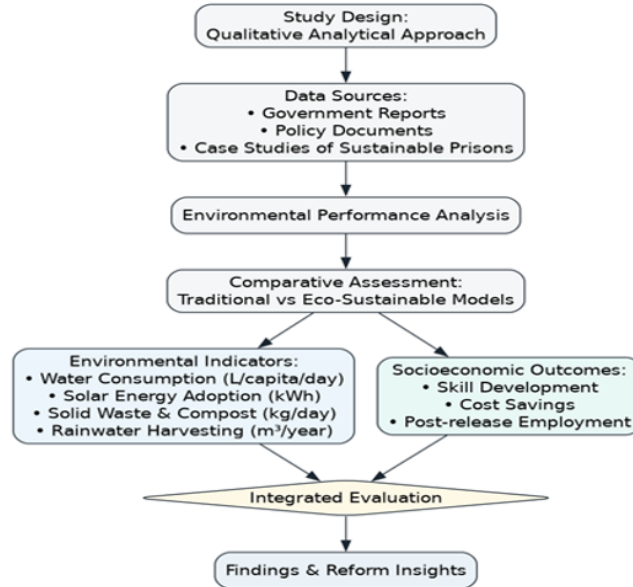 Study Design:
Qualitative Analytical Approach
Data Sources:
• Government Reports
• Policy Documents
• Case Studies of Sustainable Prisons
Environmental Performance Analysis
Comparative Assessment:
Traditional vs Eco-Sustainable Models
Environmental Indicators:
• Water Consumption (L/capita/day)
• Solar Energy Adoption (kWh)
• Solid Waste & Compost (kg/day)
• Rainwater Harvesting (m³/year)
Socioeconomic Outcomes:
• Skill Development
• Cost Savings
• Post-release Employment
Integrated Evaluation
Findings & Reform Insights